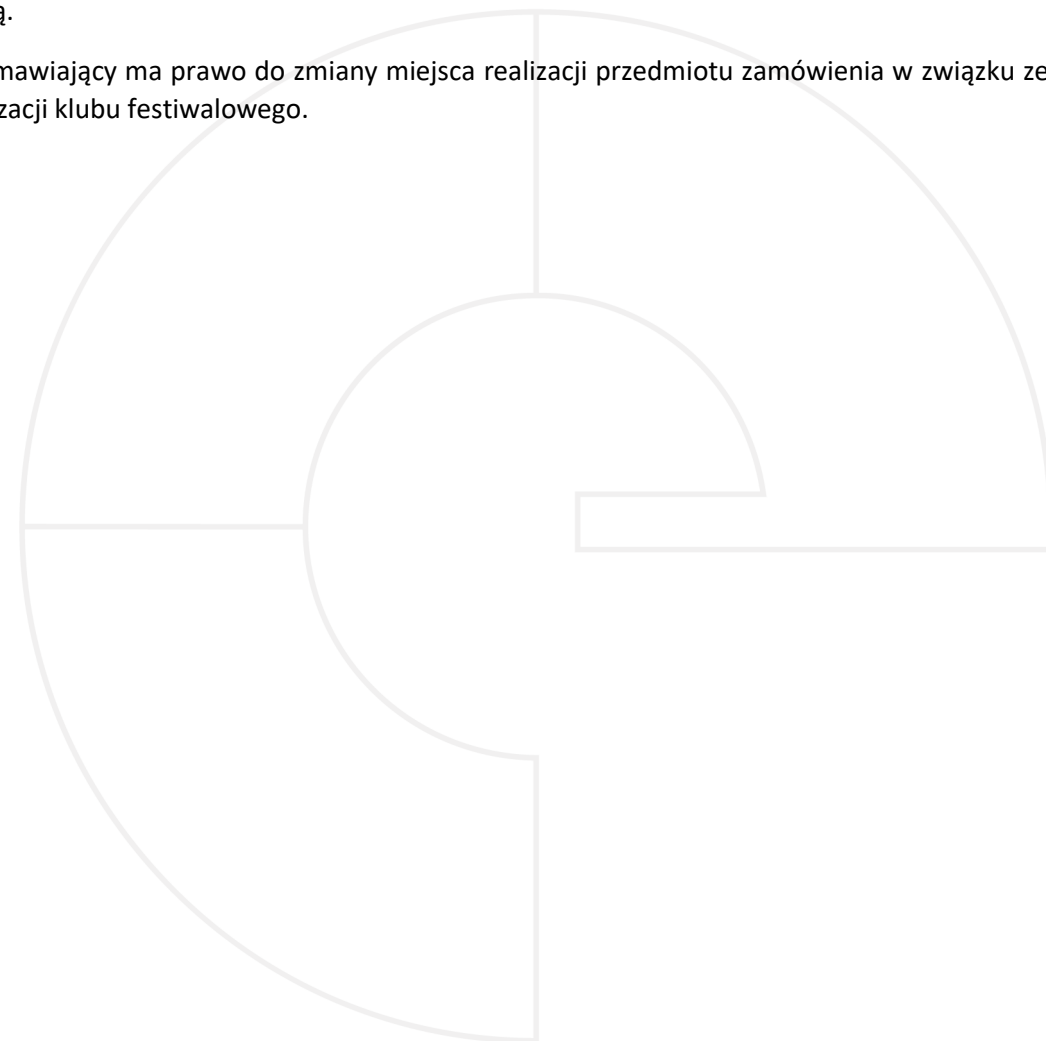 ą.
mawiający ma prawo do zmiany miejsca realizacji przedmiotu zamówienia w związku ze
zacji klubu festiwalowego.